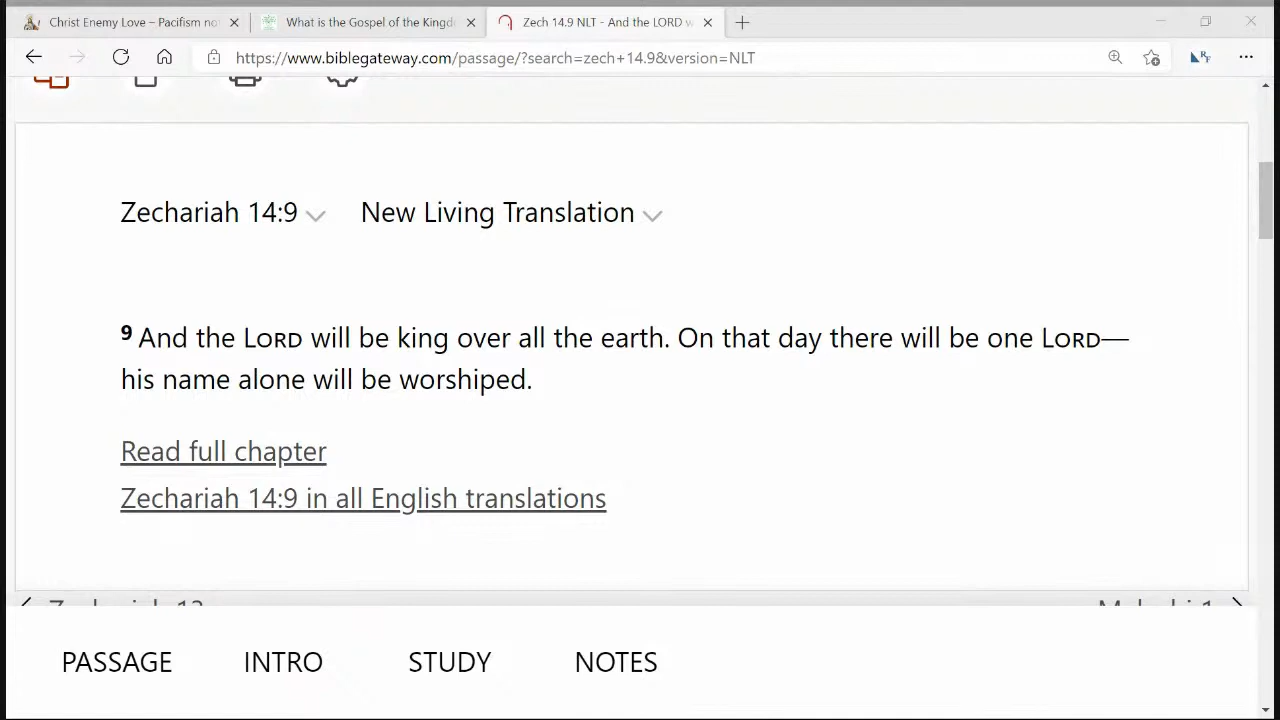 Christ Enemy Love – Pacifism no
What is the Gospel of the Kingd
Zech 14.9 NLT - And the LORD w
https://www.biblegateway.com/passage/?search=zech+14.9&version=NLT
Zechariah 14:9
New Living Translation
9 And the LORD will be king over all the earth. On that day there will be one LORD—
his name alone will be worshiped.
Read full chapter
Zechariah 14:9 in all English translations
PASSAGE
INTRO
STUDY
NOTES